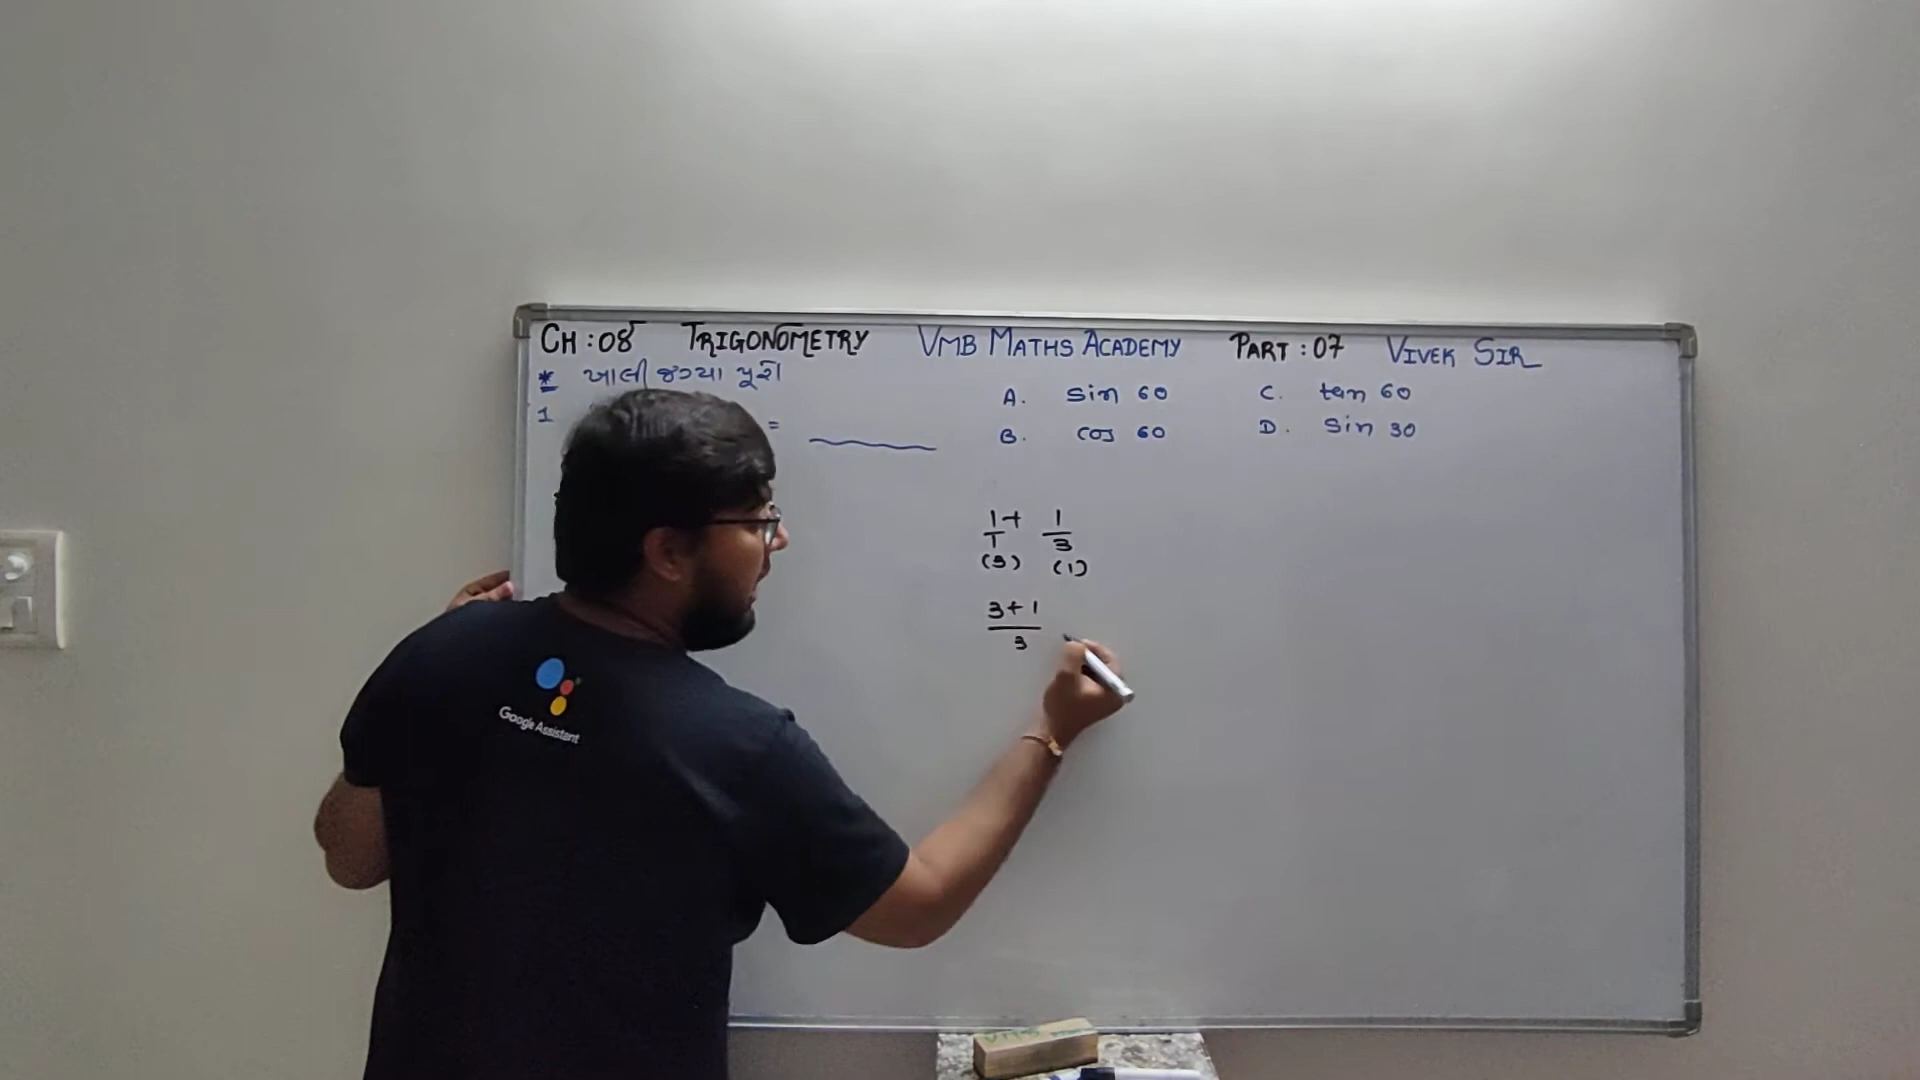 CH : 08 TRIGONOMETRY VMB MATHS ACADEMY PART : 07 VIVEK SIR
* ખાલી જગ્યા પૂરો
1 = A. Sin 60 C. tan 60
B. cos 60 D. Sin 30
1/1 + 1/3
(3) (1)
3+1/3
Google Assistant